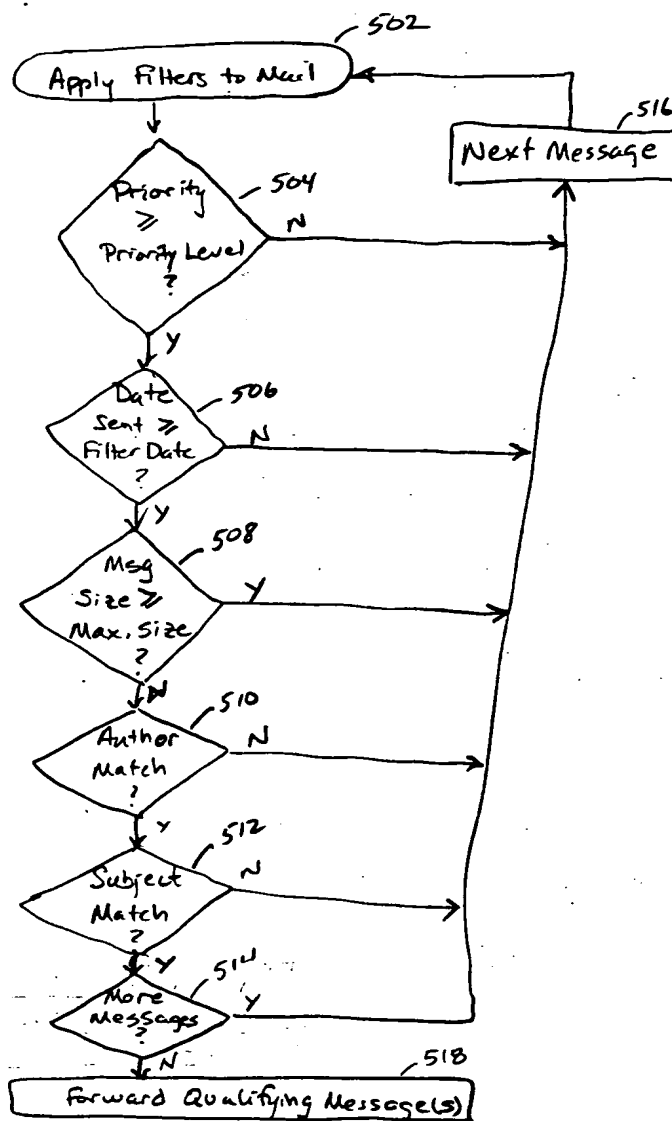 502
Apply Filters to Mail
516
Next Message
504
Priority
≥
Priority Level
?
N
Y
Date
Sent ≥
Filter Date
?
506
N
Y
508
Msg
Size ≥
Max. Size
?
Y
N
510
Author
Match
?
N
Y
512
Subject
Match
?
N
Y
514
More
Messages
?
Y
N
518
Forward Qualifying Message(s)